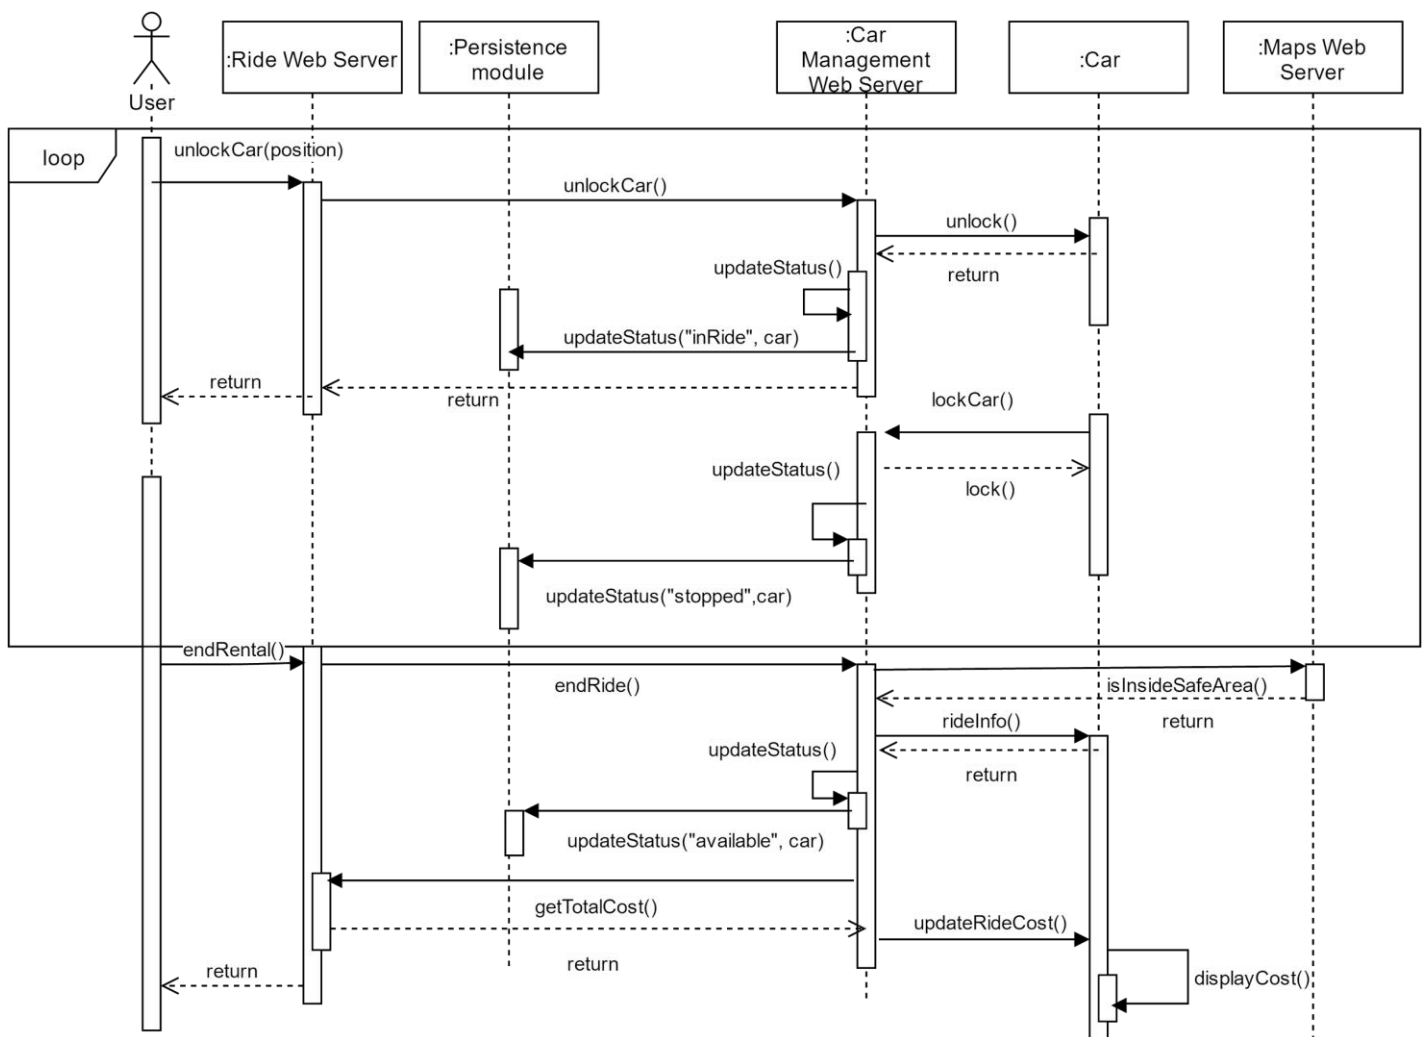 User
:Ride Web Server
:Persistence
module
:Car
Management
Web Server
:Car
:Maps Web
Server
loop
unlockCar(position)
unlockCar()
unlock()
return
updateStatus()
updateStatus("inRide", car)
return
return
lockCar()
updateStatus()
lock()
updateStatus("stopped",car)
endRental()
endRide()
isInsideSafeArea()
return
rideInfo()
return
updateStatus()
updateStatus("available", car)
getTotalCost()
updateRideCost()
return
return
displayCost()